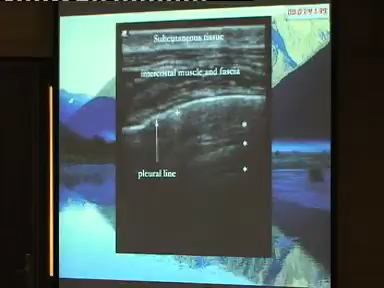 Subcutaneous tissue
intercostal muscle and fascia
pleural line